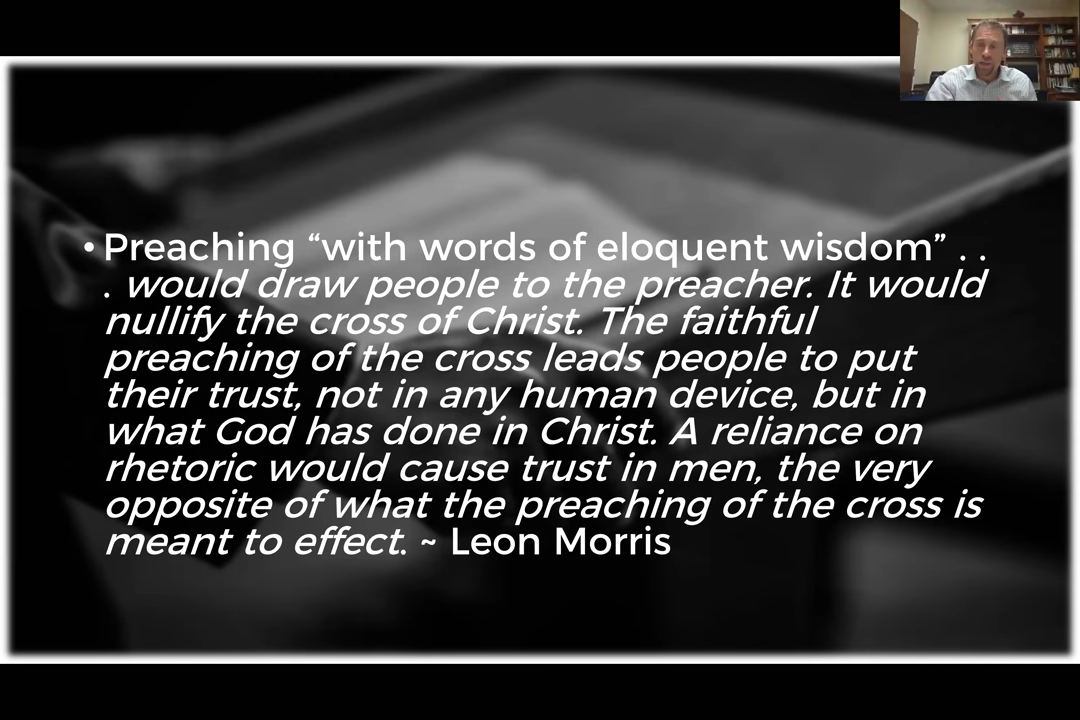 • Preaching “with words of eloquent wisdom” . .
. would draw people to the preacher. It would
nullify the cross of Christ. The faithful
preaching of the cross leads people to put
their trust, not in any human device, but in
what God has done in Christ. A reliance on
rhetoric would cause trust in men, the very
opposite of what the preaching of the cross is
meant to effect. ~ Leon Morris